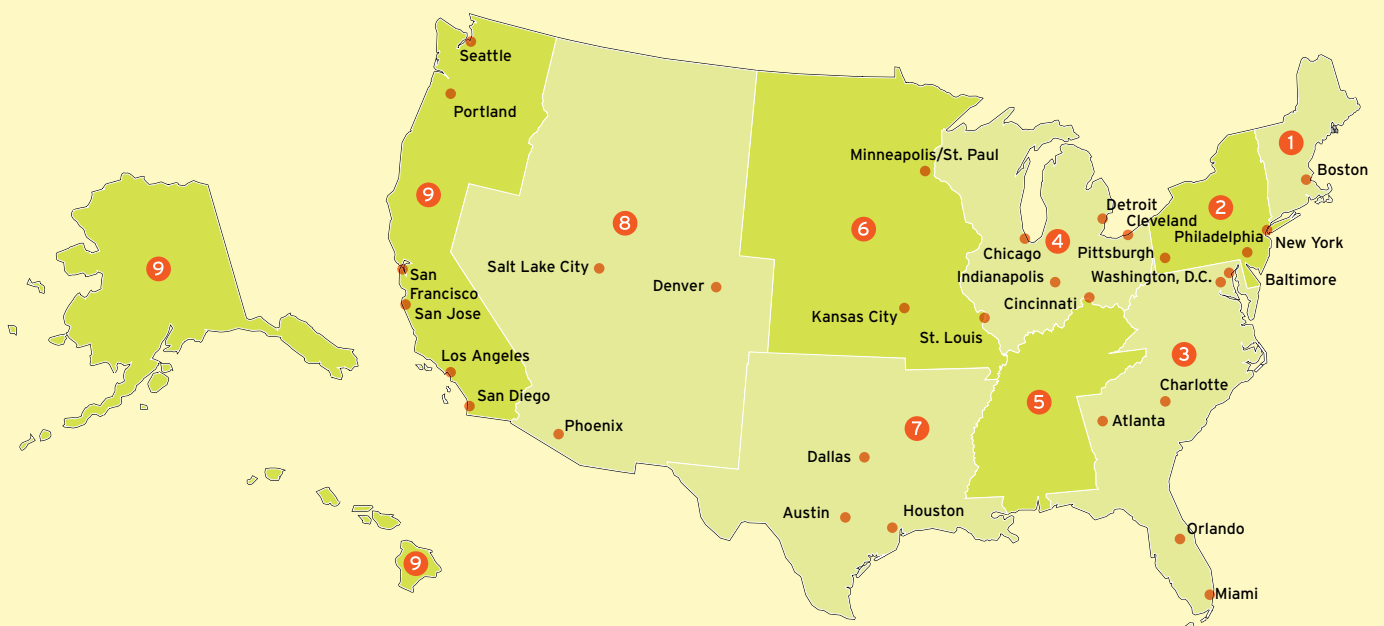 Seattle
Portland
Minneapolis/St. Paul
1
Boston
9
8
6
2
Detroit
Cleveland
Philadelphia
New York
4
Chicago
Pittsburgh
9
Salt Lake City
Denver
Indianapolis
Washington, D.C.
Baltimore
San
Francisco
San Jose
Kansas City
Cincinnati
St. Louis
Los Angeles
3
Charlotte
San Diego
5
Phoenix
7
Atlanta
Dallas
Austin
Houston
Orlando
9
Miami